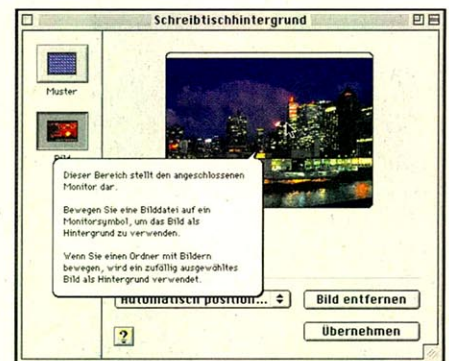 Schreibtischhintergrund
Muster
Bild
Dieser Bereich stellt den angeschlossenen
Monitor dar.
Bewegen Sie eine Bilddatei auf ein
Monitorsymbol, um das Bild als
Hintergrund zu verwenden.
Wenn Sie einen Ordner mit Bildern
bewegen, wird ein zufällig ausgewähltes
Bild als Hintergrund verwendet.
Automatisch position... 
Bild entfernen
?
Übernehmen